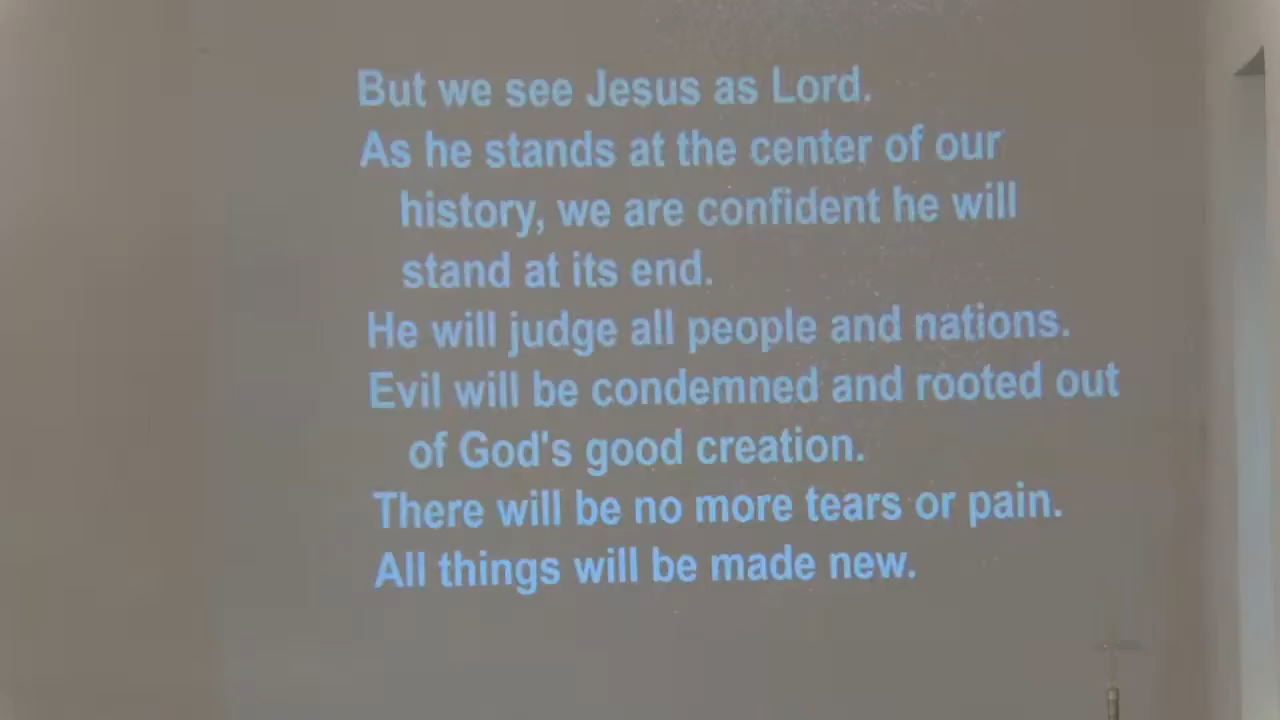 But we see Jesus as Lord.
As he stands at the center of our
history, we are confident he will
stand at its end.
He will judge all people and nations.
Evil will be condemned and rooted out
of God's good creation.
There will be no more tears or pain.
All things will be made new.